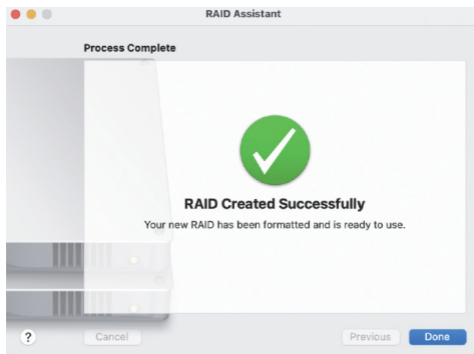 RAID Assistant
Process Complete
RAID Created Successfully
Your new RAID has been formatted and is ready to use.
?
Cancel
Previous
Done